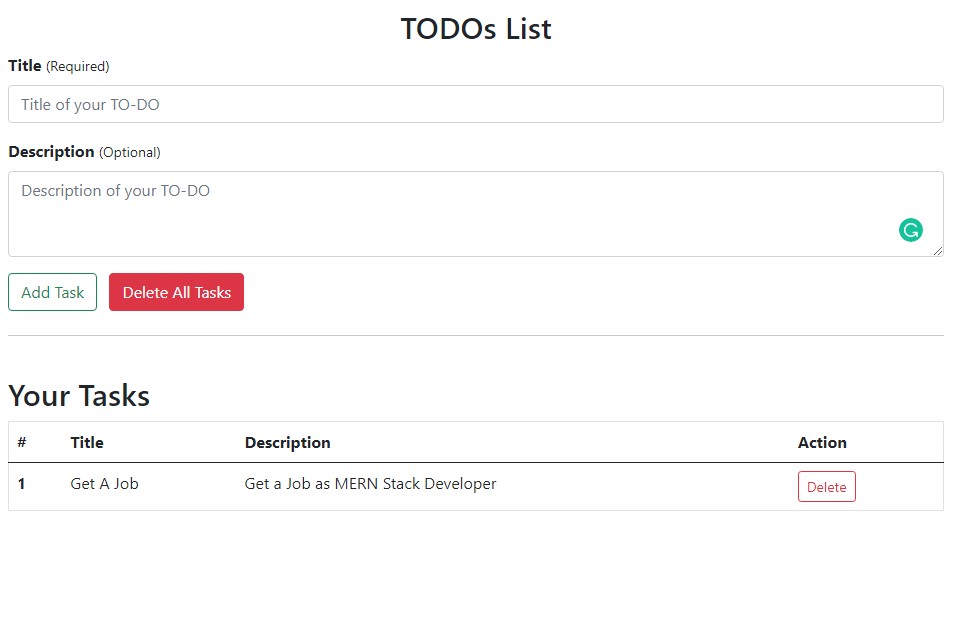 TODOs List
Title (Required)
Title of your TO-DO
Description (Optional)
Description of your TO-DO
Add Task Delete All Tasks
Your Tasks
# Title Description Action
1 Get A Job Get a Job as MERN Stack Developer Delete